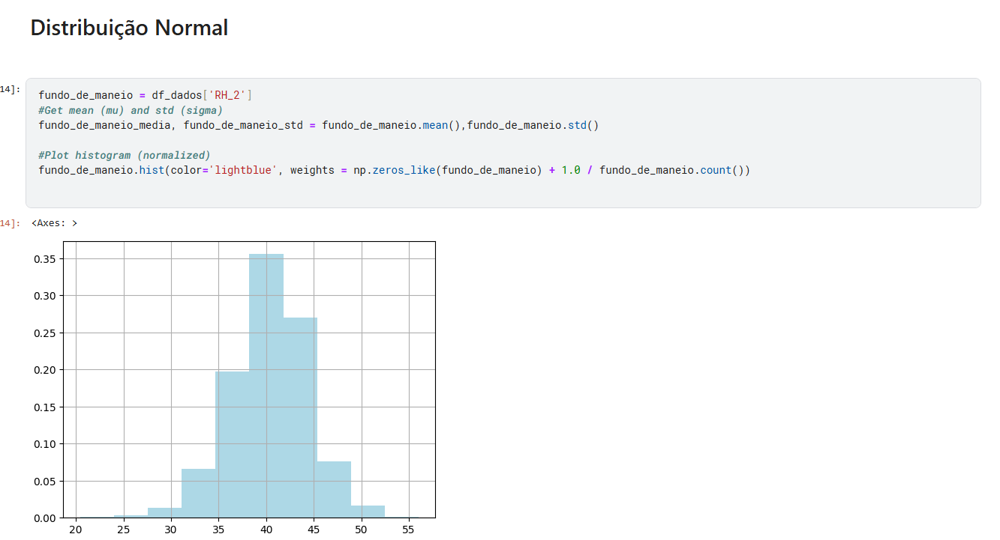 Distribuição Normal
14]:
fundo_de_maneio = df_dados['RH_2']
#Get mean (mu) and std (sigma)
fundo_de_maneio_media, fundo_de_maneio_std = fundo_de_maneio.mean(),fundo_de_maneio.std()
#Plot histogram (normalized)
fundo_de_maneio.hist(color='lightblue', weights = np.zeros_like(fundo_de_maneio) + 1.0 / fundo_de_maneio.count())
14]: <Axes: >
0.35
0.30
0.25
0.20
0.15
0.10
0.05
0.00
20 25 30 35 40 45 50 55